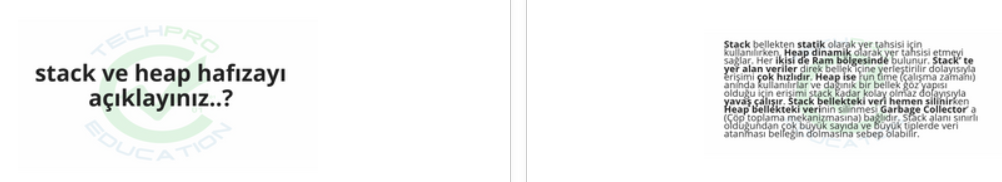 TECHPRO
EDUCATION
stack ve heap hafızayı
açıklayınız..?
Stack bellekten statik olarak yer tahsisi için
kullanılırken, Heap dinamik olarak yer tahsisi etmeyi
sağlar. Her ikisi de Ram bölgesinde bulunur. Stack' te
yer alan veriler direk bellek içine yerleştirilir dolayısıyla
erişimi çok hızlıdır. Heap ise run time (çalışma zamanı)
anında kullanılırlar ve dağınık bir bellek göz yapısı
olduğu için erişimi stack kadar kolay olmaz dolayısıyla
yavaş çalışır. Stack bellekteki veri hemen silinirken
Heap bellekteki verinin silinmesi Garbage Collector' a
(Çöp toplama mekanizmasına) bağlıdır. Stack alanı sınırlı
olduğundan çok büyük sayıda ve büyük tiplerde veri
atanması belleğin dolmasına sebep olabilir.